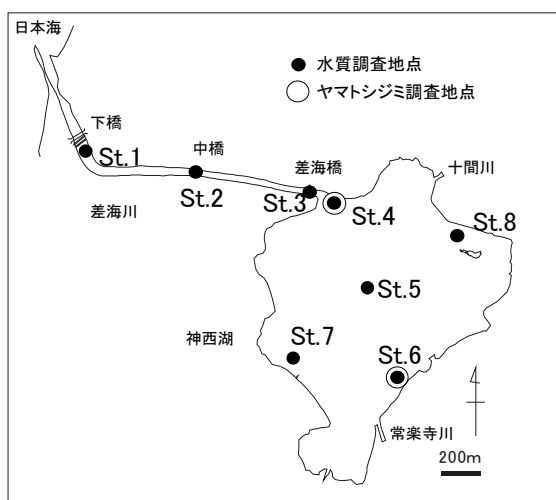 日本海
水質調査地点
ヤマトシジミ調査地点
下橋
St.1
中橋
St.2
差海橋
St.3
St.4
十間川
St.8
差海川
St.5
神西湖
St.7
St.6
常楽寺川
200m